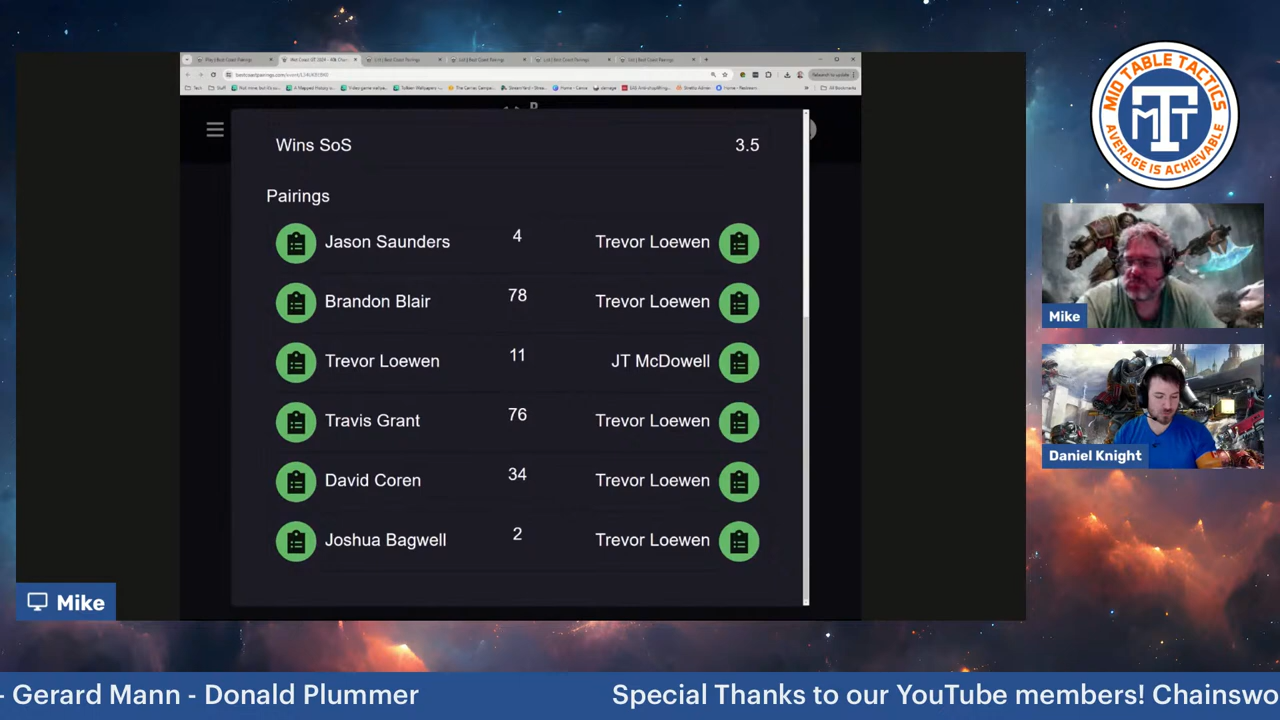 bestcoastpairings.com/event/
Wins SoS 3.5
Pairings
Jason Saunders 4 Trevor Loewen
Brandon Blair 78 Trevor Loewen
Trevor Loewen 11 JT McDowell
Travis Grant 76 Trevor Loewen
David Coren 34 Trevor Loewen
Joshua Bagwell 2 Trevor Loewen
Mike
MID TABLE TACTICS
MTT
AVERAGE IS ACHIEVABLE
Mike
Daniel Knight
- Gerard Mann - Donald Plummer Special Thanks to our YouTube members! Chainswo